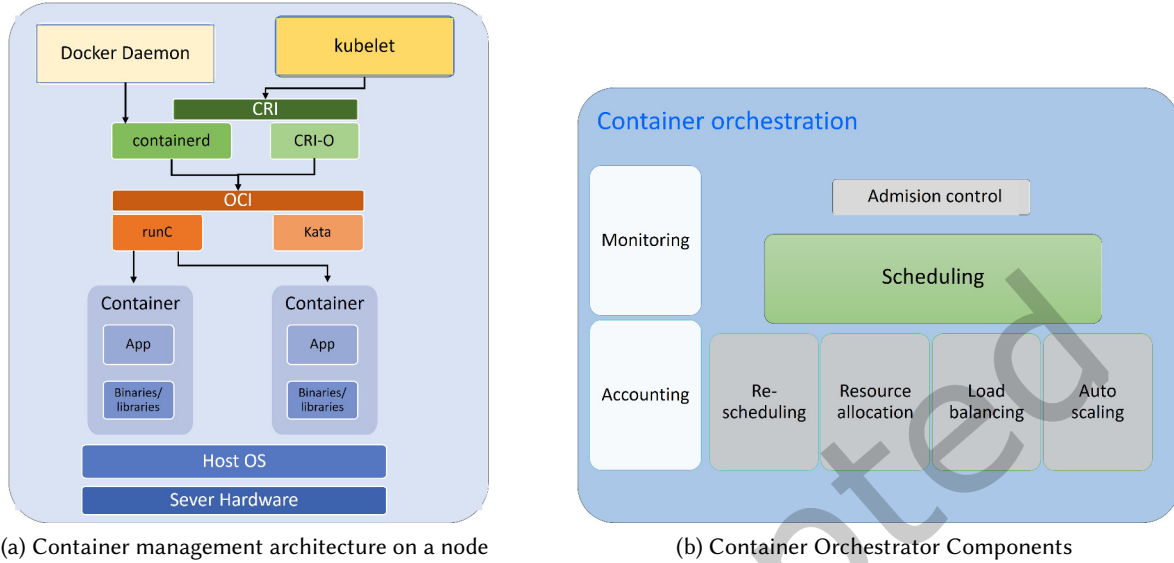 Docker Daemon
kubelet
CRI
containerd
CRI-O
OCI
runC
Kata
Container
App
Binaries/
libraries
Container
App
Binaries/
libraries
Host OS
Sever Hardware
(a) Container management architecture on a node
Container orchestration
Monitoring
Accounting
Admision control
Scheduling
Re-
scheduling
Resource
allocation
Load
balancing
Auto
scaling
(b) Container Orchestrator Components